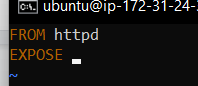 ubuntu@ip-172-31-24-
FROM httpd
EXPOSE
~